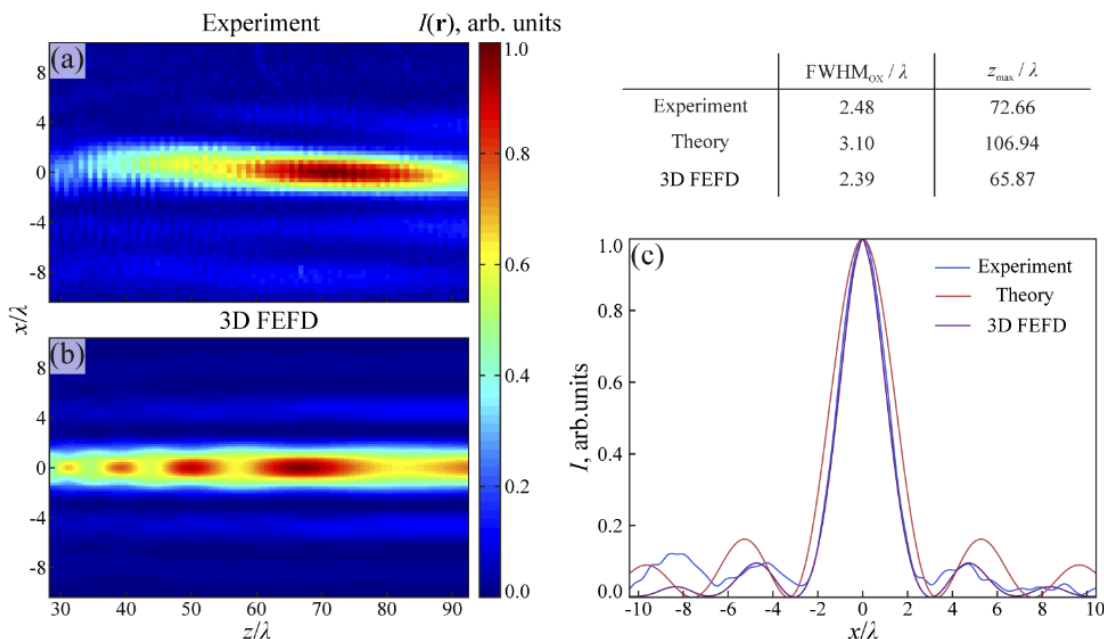 Experiment
I(r), arb. units
(a)
8
4
0
-4
-8
x/λ
1.0
0.8
0.6
0.4
0.2
0.0
3D FEFD
(b)
8
4
0
-4
-8
30 40 50 60 70 80 90
z/λ
FWHM_OX / λ z_max / λ
Experiment 2.48 72.66
Theory 3.10 106.94
3D FEFD 2.39 65.87
(c)
Experiment
Theory
3D FEFD
I, arb.units
1.0
0.8
0.6
0.4
0.2
0.0
-10 -8 -6 -4 -2 0 2 4 6 8 10
x/λ